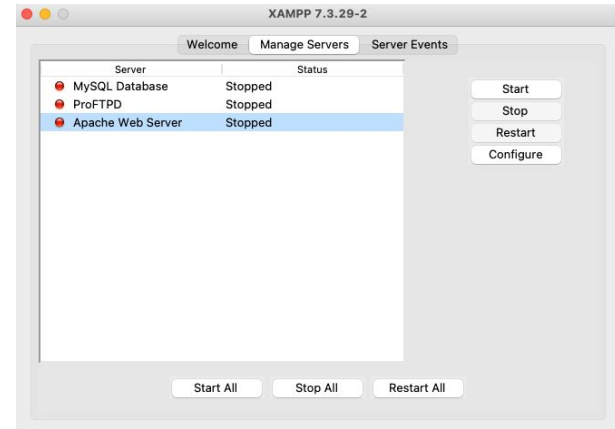 XAMPP 7.3.29-2
Welcome Manage Servers Server Events
Server Status
MySQL Database Stopped
ProFTPD Stopped
Apache Web Server Stopped
Start
Stop
Restart
Configure
Start All Stop All Restart All